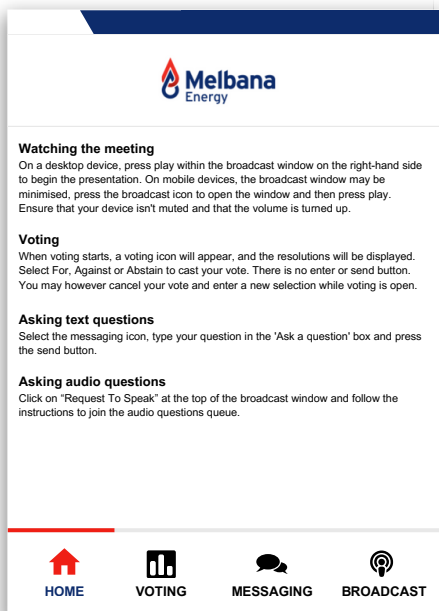 Melbana
Energy
Watching the meeting
On a desktop device, press play within the broadcast window on the right-hand side
to begin the presentation. On mobile devices, the broadcast window may be
minimised, press the broadcast icon to open the window and then press play.
Ensure that your device isn't muted and that the volume is turned up.
Voting
When voting starts, a voting icon will appear, and the resolutions will be displayed.
Select For, Against or Abstain to cast your vote. There is no enter or send button.
You may however cancel your vote and enter a new selection while voting is open.
Asking text questions
Select the messaging icon, type your question in the 'Ask a question' box and press
the send button.
Asking audio questions
Click on “Request To Speak” at the top of the broadcast window and follow the
instructions to join the audio questions queue.
HOME VOTING MESSAGING BROADCAST